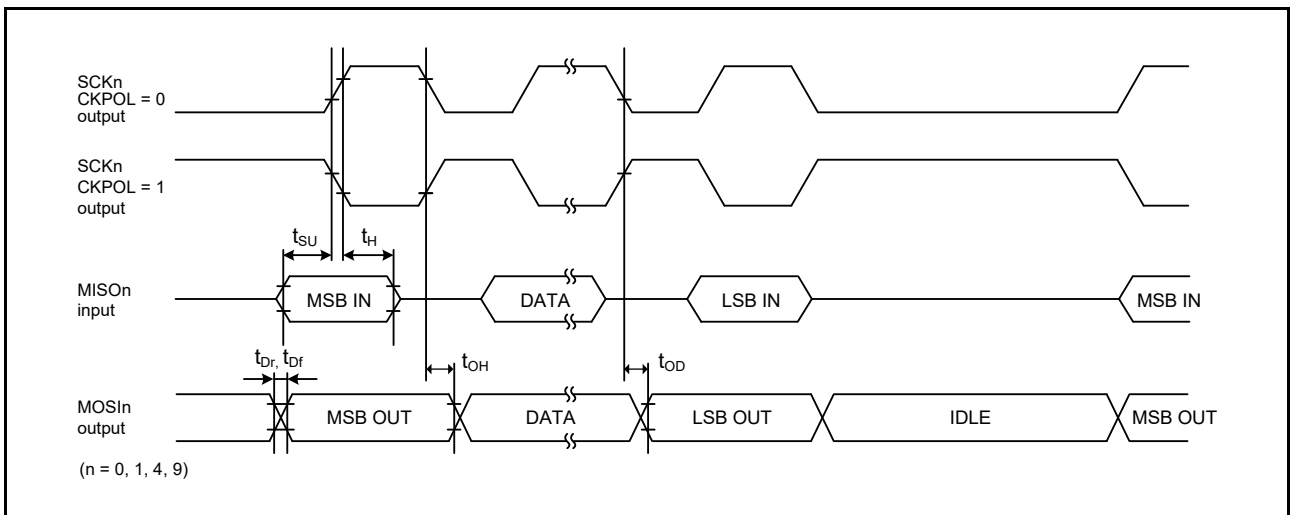 SCKn
CKPOL = 0
output
SCKn
CKPOL = 1
output
tSU tH
MISOn
input
MSB IN DATA LSB IN MSB IN
tDr, tDf tOH tOD
MOSIn
output
MSB OUT DATA LSB OUT IDLE MSB OUT
(n = 0, 1, 4, 9)